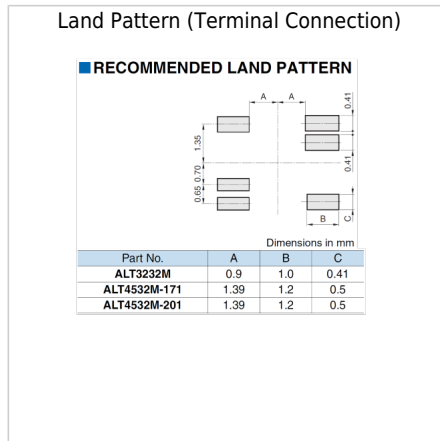 Land Pattern (Terminal Connection)
■RECOMMENDED LAND PATTERN
A A
0.41
1.35
0.41
0.70
0.65
B C
Dimensions in mm
Part No. A B C
ALT3232M 0.9 1.0 0.41
ALT4532M-171 1.39 1.2 0.5
ALT4532M-201 1.39 1.2 0.5